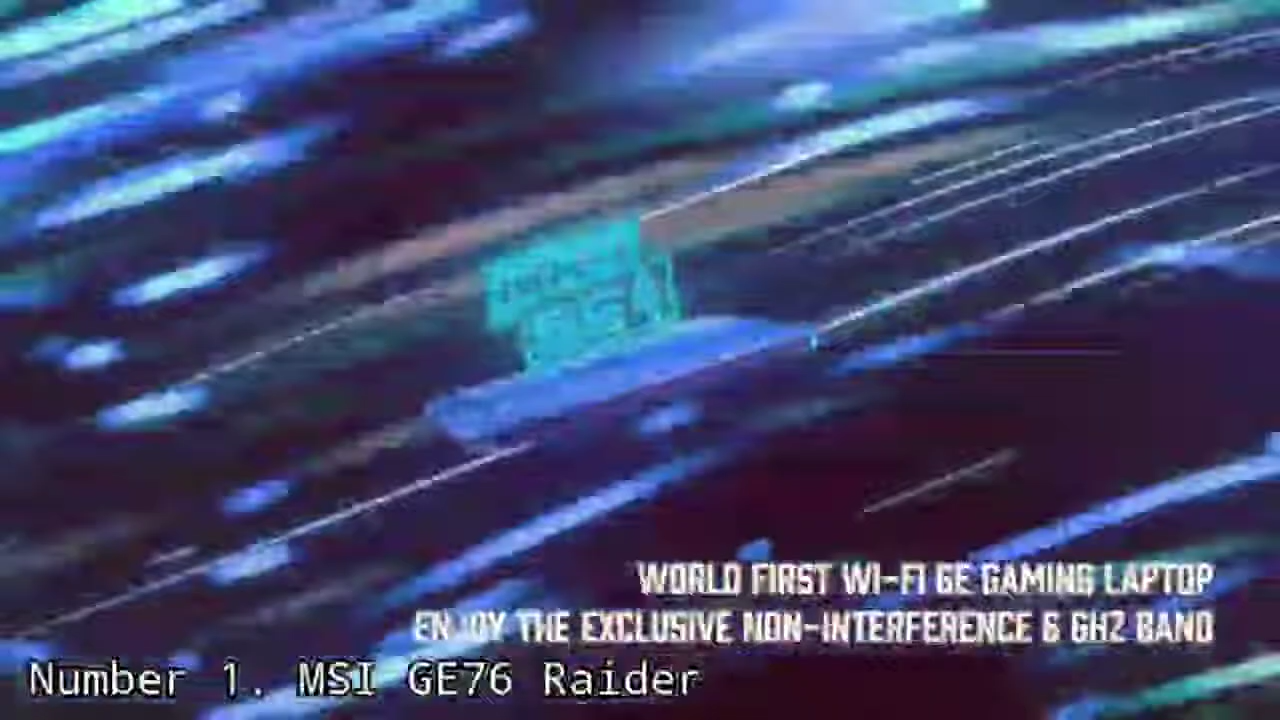 WORLD FIRST WI-FI 6E GAMING LAPTOP
ENJOY THE EXCLUSIVE NON-INTERFERENCE 6 GHZ BAND
Number 1. MSI GE76 Raider